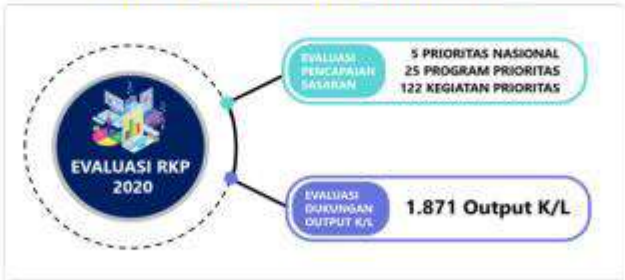 EVALUASI RKP
2020
EVALUASI
PENCAPAIAN
SASARAN
5 PRIORITAS NASIONAL
25 PROGRAM PRIORITAS
122 KEGIATAN PRIORITAS
EVALUASI
DUKUNGAN
OUTPUT K/L
1.871 Output K/L